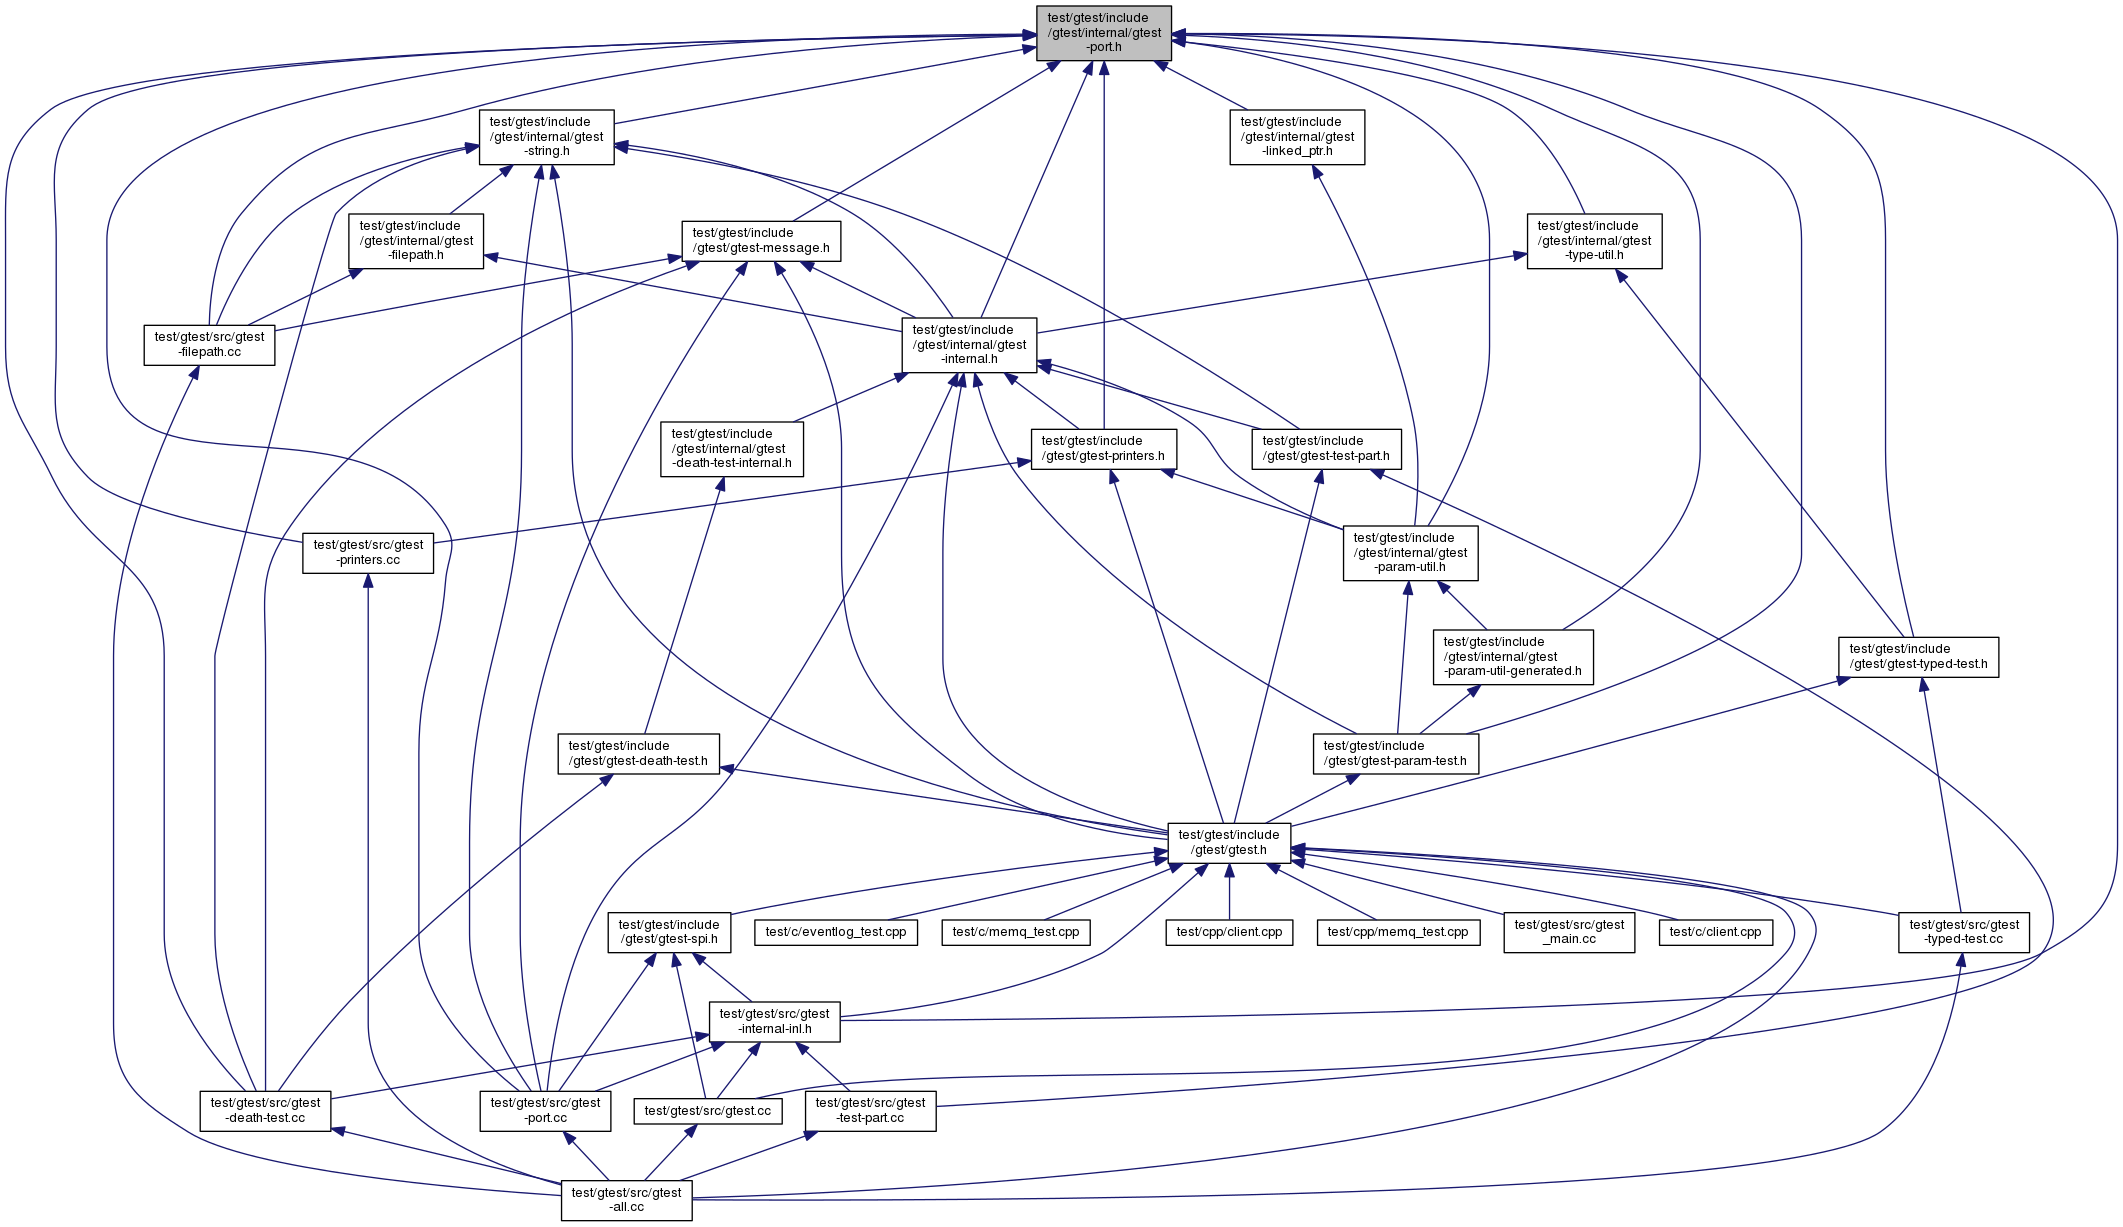 test/gtest/include
/gtest/internal/gtest
-port.h
test/gtest/include
/gtest/internal/gtest
-string.h
test/gtest/include
/gtest/internal/gtest
-linked_ptr.h
test/gtest/include
/gtest/internal/gtest
-filepath.h
test/gtest/include
/gtest/gtest-message.h
test/gtest/include
/gtest/internal/gtest
-type-util.h
test/gtest/src/gtest
-filepath.cc
test/gtest/include
/gtest/internal/gtest
-internal.h
test/gtest/include
/gtest/internal/gtest
-death-test-internal.h
test/gtest/include
/gtest/gtest-printers.h
test/gtest/include
/gtest/gtest-test-part.h
test/gtest/src/gtest
-printers.cc
test/gtest/include
/gtest/internal/gtest
-param-util.h
test/gtest/include
/gtest/internal/gtest
-param-util-generated.h
test/gtest/include
/gtest/gtest-typed-test.h
test/gtest/include
/gtest/gtest-death-test.h
test/gtest/include
/gtest/gtest-param-test.h
test/gtest/include
/gtest/gtest.h
test/gtest/include
/gtest/gtest-spi.h
test/c/eventlog_test.cpp
test/c/memq_test.cpp
test/cpp/client.cpp
test/cpp/memq_test.cpp
test/gtest/src/gtest
_main.cc
test/c/client.cpp
test/gtest/src/gtest
-typed-test.cc
test/gtest/src/gtest
-internal-inl.h
test/gtest/src/gtest
-death-test.cc
test/gtest/src/gtest
-port.cc
test/gtest/src/gtest.cc
test/gtest/src/gtest
-test-part.cc
test/gtest/src/gtest
-all.cc